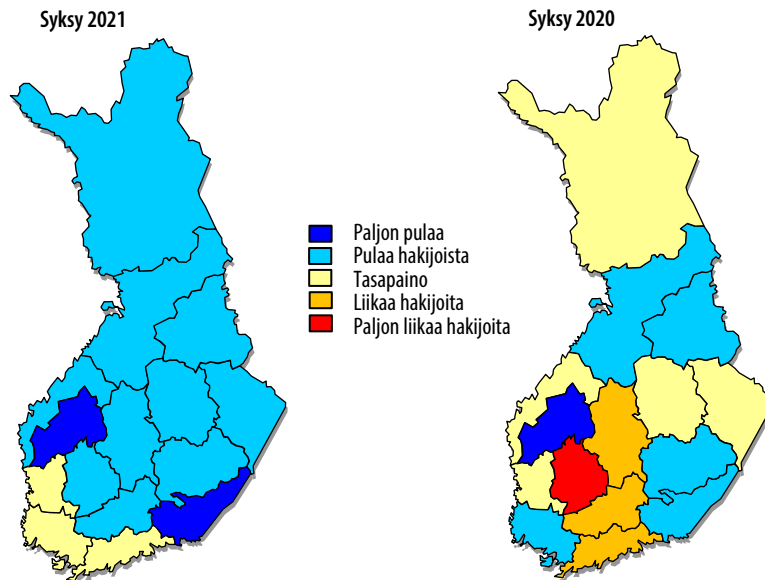 Syksy 2021
Syksy 2020
Paljon pulaa
Pulaa hakijoista
Tasapaino
Liikaa hakijoita
Paljon liikaa hakijoita